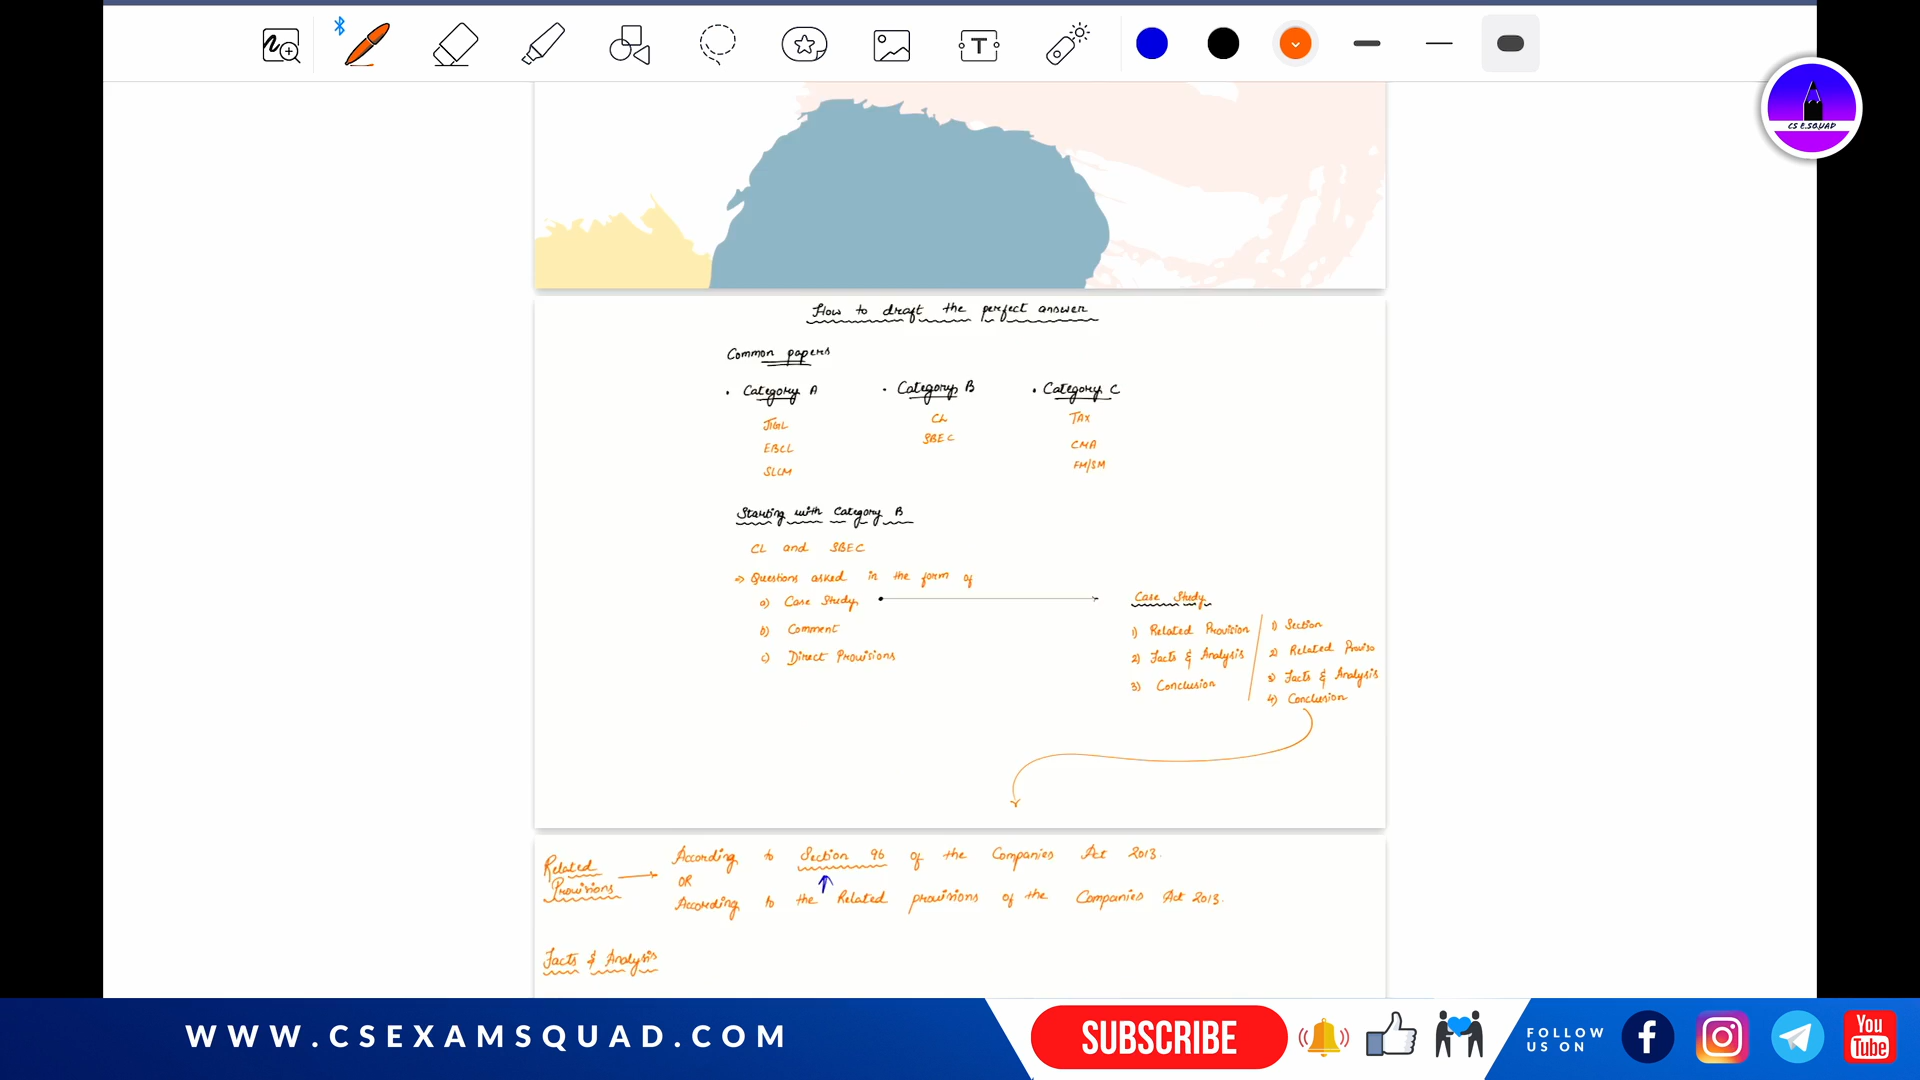 CS E.SQUAD
How to draft the perfect answer
Common papers
• Category A
JIGL
EBCL
SLCM
• Category B
CL
SBEC
• Category C
TAX
CMA
FM/SM
Starting with Category B
CL and SBEC
=> Questions asked in the form of
a) Case Study
b) Comment
c) Direct Provisions
Case Study
1) Related Provision
2) Facts & Analysis
3) Conclusion
1) Section
2) Related Proviso
3) Facts & Analysis
4) Conclusion
Related
Provisions
According to Section 96 of the Companies Act 2013.
OR
According to the Related provisions of the Companies Act 2013.
Facts & Analysis
WWW.CSEXAMSQUAD.COM
SUBSCRIBE
FOLLOW
US ON
You
Tube